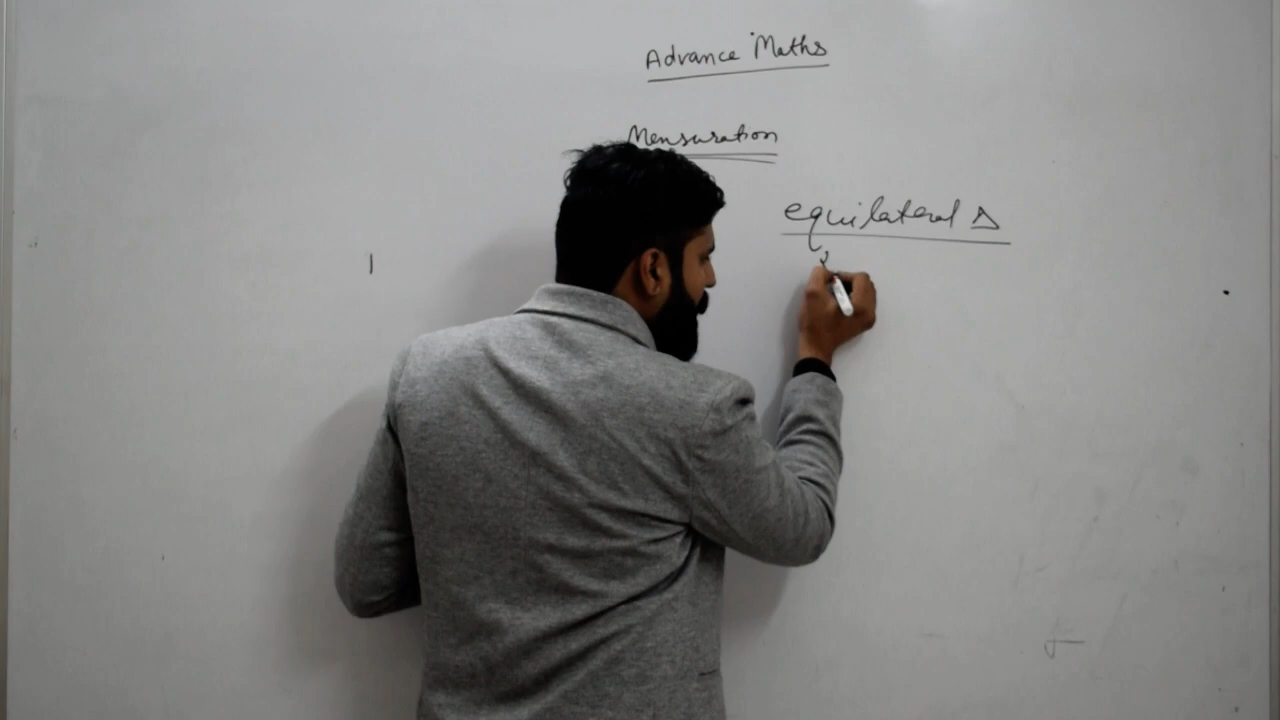 Advance Maths
Mensuration
equilateral Δ